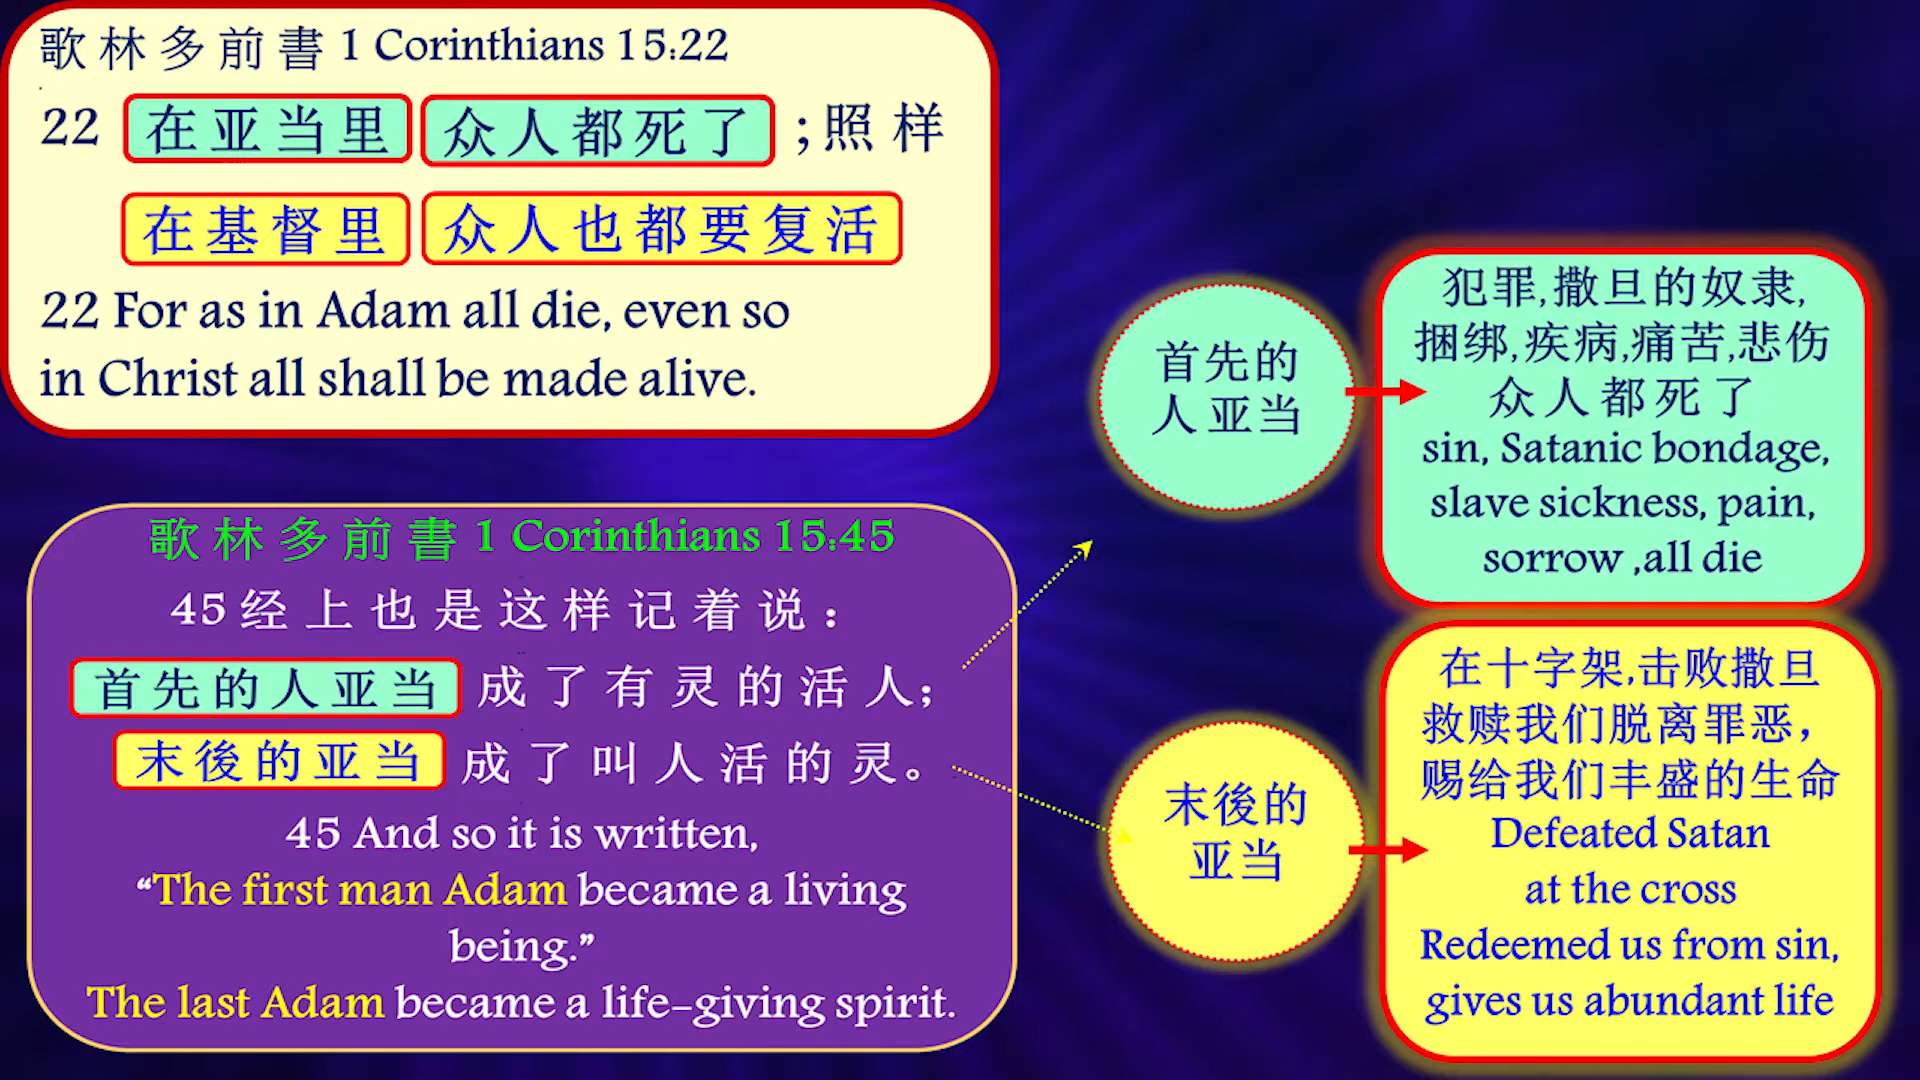 歌林多前書 1 Corinthians 15:22
22 在亚当里 众人都死了 ;照样
在基督里 众人也都要复活
22 For as in Adam all die, even so
in Christ all shall be made alive.
歌林多前書 1 Corinthians 15:45
45 经上也是这样记着说：
首先的人亚当 成了有灵的活人;
末後的亚当 成了叫人活的灵。
45 And so it is written,
“The first man Adam became a living
being.”
The last Adam became a life-giving spirit.
首先的
人亚当
犯罪,撒旦的奴隶,
捆绑,疾病,痛苦,悲伤
众人都死了
sin, Satanic bondage,
slave sickness, pain,
sorrow ,all die
末後的
亚当
在十字架,击败撒旦
救赎我们脱离罪恶，
赐给我们丰盛的生命
Defeated Satan
at the cross
Redeemed us from sin,
gives us abundant life